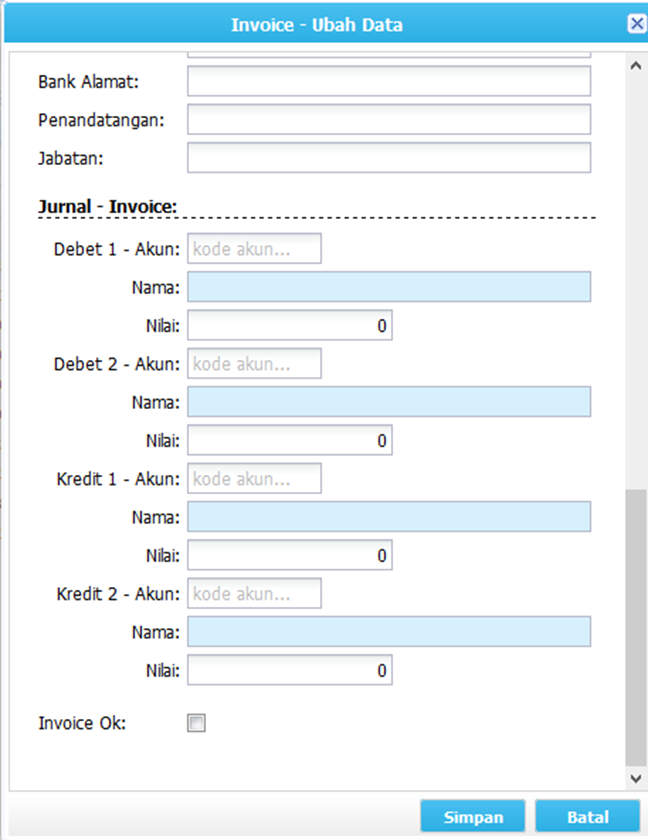 Invoice - Ubah Data
Bank Alamat:
Penandatangan:
Jabatan:
Jurnal - Invoice:
Debet 1 - Akun: kode akun...
Nama:
Nilai: 0
Debet 2 - Akun: kode akun...
Nama:
Nilai: 0
Kredit 1 - Akun: kode akun...
Nama:
Nilai: 0
Kredit 2 - Akun: kode akun...
Nama:
Nilai: 0
Invoice Ok:
Simpan Batal